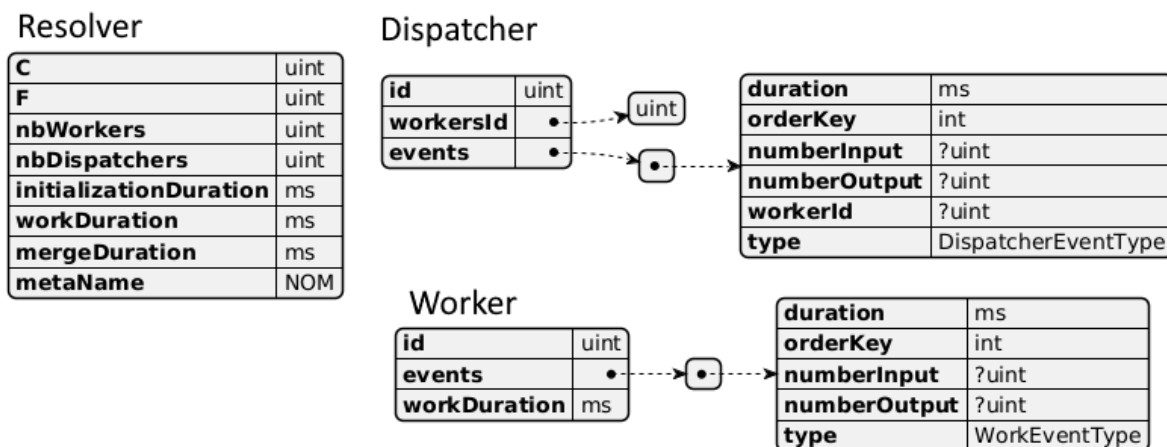 Resolver
C uint
F uint
nbWorkers uint
nbDispatchers uint
initializationDuration ms
workDuration ms
mergeDuration ms
metaName NOM
Dispatcher
id uint
workersId
events
uint
duration ms
orderKey int
numberInput ?uint
numberOutput ?uint
workerId ?uint
type DispatcherEventType
Worker
id uint
events
workDuration ms
duration ms
orderKey int
numberInput ?uint
numberOutput ?uint
type WorkEventType